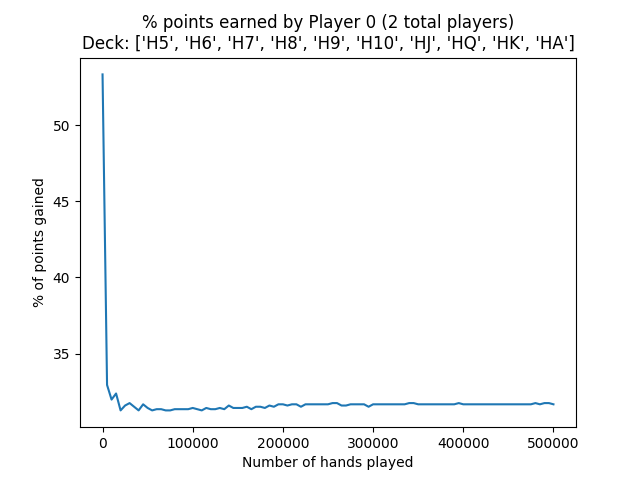 % points earned by Player 0 (2 total players)
Deck: ['H5', 'H6', 'H7', 'H8', 'H9', 'H10', 'HJ', 'HQ', 'HK', 'HA']
50
45
40
35
% of points gained
0 100000 200000 300000 400000 500000
Number of hands played